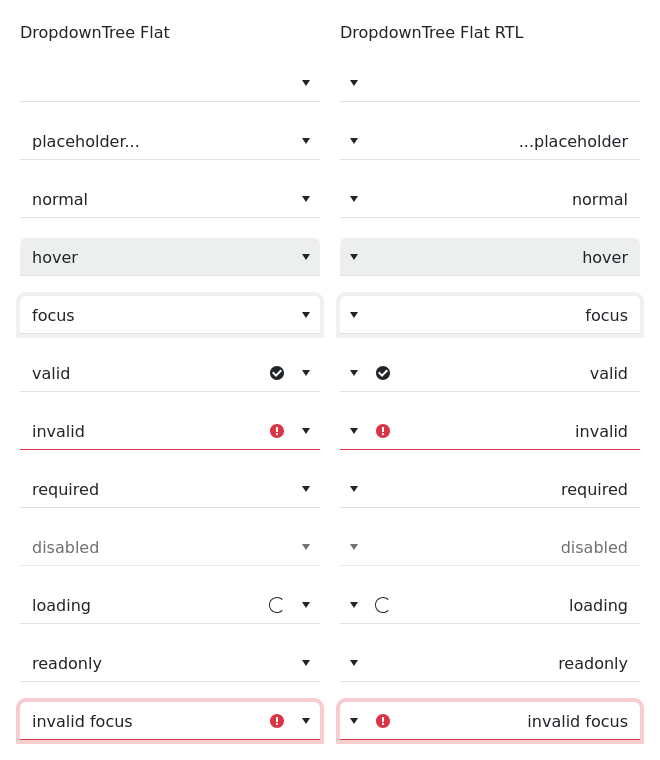 DropdownTree Flat
DropdownTree Flat RTL
placeholder...
...placeholder
normal
normal
hover
hover
focus
focus
valid
valid
invalid
invalid
required
required
disabled
disabled
loading
loading
readonly
readonly
invalid focus
invalid focus